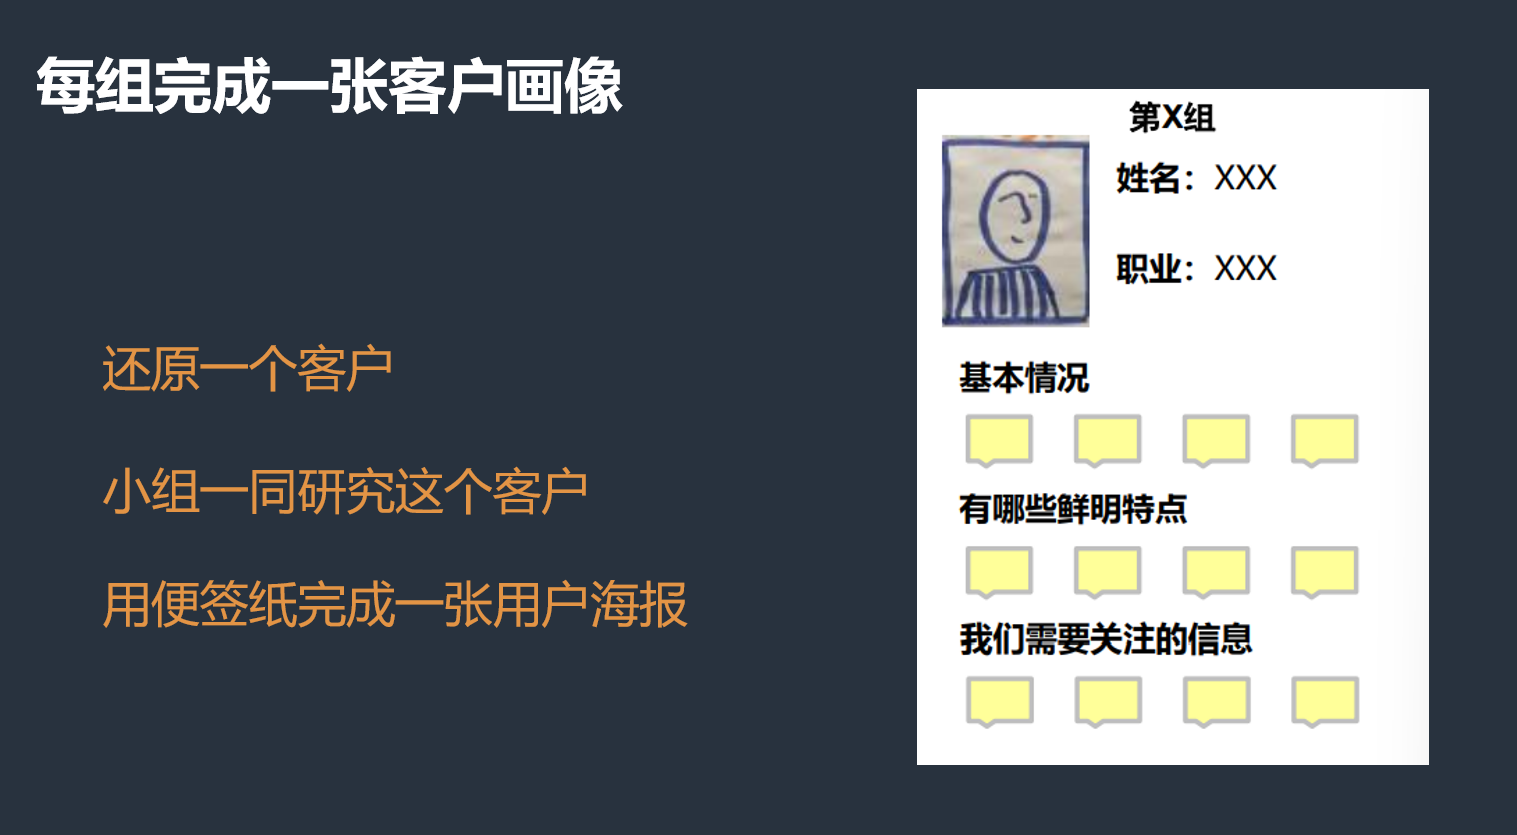 每组完成一张客户画像
还原一个客户
小组一同研究这个客户
用便签纸完成一张用户海报
第X组
姓名：XXX
职业：XXX
基本情况
有哪些鲜明特点
我们需要关注的信息